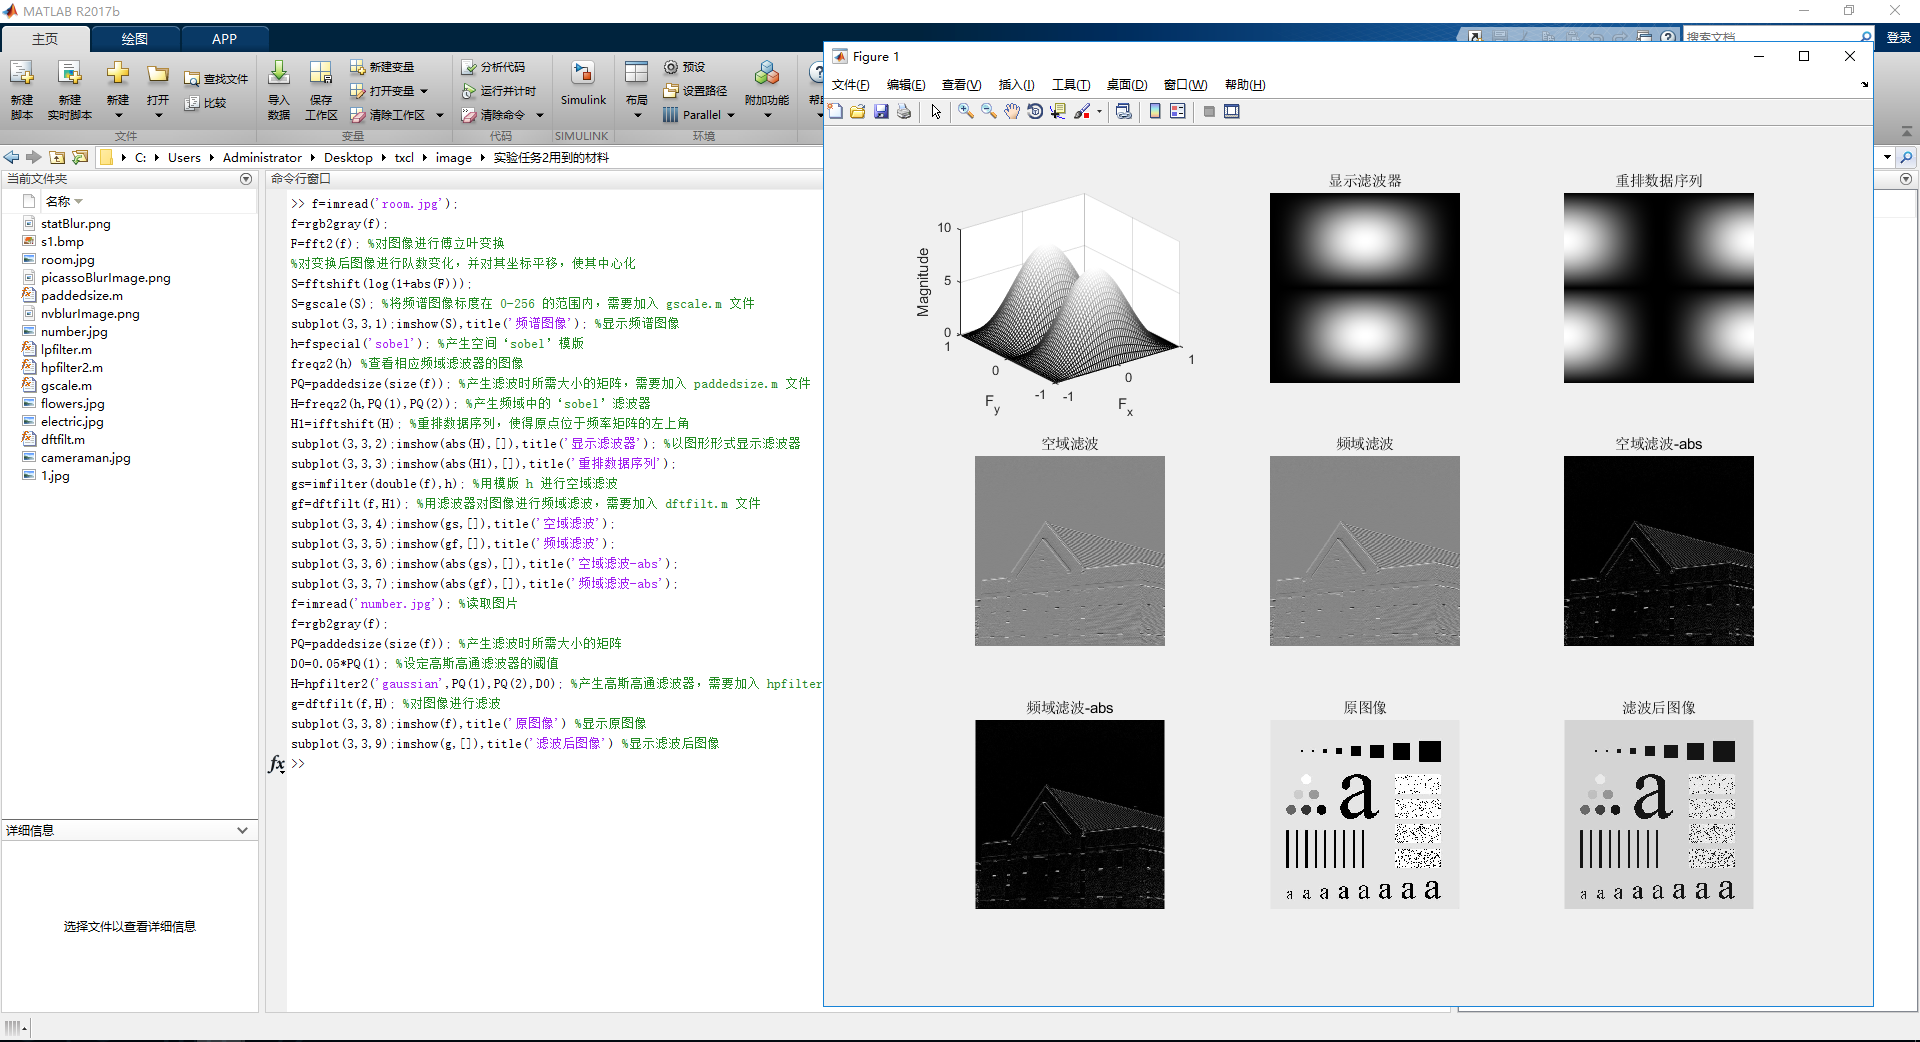 MATLAB R2017b
主页
绘图
APP
搜索文档
登录
新建
脚本
新建
实时脚本
新建
打开
查找文件
比较
导入
数据
保存
工作区
新建变量
打开变量
清除工作区
分析代码
运行并计时
清除命令
Simulink
布局
预设
设置路径
Parallel
附加功能
文件
变量
代码
SIMULINK
环境
C: Users Administrator Desktop txcl image 实验任务2用到的材料
当前文件夹
名称
statBlur.png
s1.bmp
room.jpg
picassoBlurImage.png
paddedsize.m
nvblurImage.png
number.jpg
lpfilter.m
hpfilter2.m
gscale.m
flowers.jpg
electric.jpg
dftfilt.m
cameraman.jpg
1.jpg
详细信息
选择文件以查看详细信息
命令行窗口
>> f=imread('room.jpg');
f=rgb2gray(f);
F=fft2(f); %对图像进行傅立叶变换
%对变换后图像进行队数变化，并对其坐标平移，使其中心化
S=fftshift(log(1+abs(F)));
S=gscale(S); %将频谱图像标度在 0-256 的范围内，需要加入 gscale.m 文件
subplot(3,3,1);imshow(S),title('频谱图像'); %显示频谱图像
h=fspecial('sobel'); %产生空间‘sobel’模版
freqz2(h) %查看相应频域滤波器的图像
PQ=paddedsize(size(f)); %产生滤波时所需大小的矩阵，需要加入 paddedsize.m 文件
H=freqz2(h,PQ(1),PQ(2)); %产生频域中的‘sobel’滤波器
H1=ifftshift(H); %重排数据序列，使得原点位于频率矩阵的左上角
subplot(3,3,2);imshow(abs(H),[]),title('显示滤波器'); %以图形形式显示滤波器
subplot(3,3,3);imshow(abs(H1),[]),title('重排数据序列');
gs=imfilter(double(f),h); %用模版 h 进行空域滤波
gf=dftfilt(f,H1); %用滤波器对图像进行频域滤波，需要加入 dftfilt.m 文件
subplot(3,3,4);imshow(gs,[]),title('空域滤波');
subplot(3,3,5);imshow(gf,[]),title('频域滤波');
subplot(3,3,6);imshow(abs(gs),[]),title('空域滤波-abs');
subplot(3,3,7);imshow(abs(gf),[]),title('频域滤波-abs');
f=imread('number.jpg'); %读取图片
f=rgb2gray(f);
PQ=paddedsize(size(f)); %产生滤波时所需大小的矩阵
D0=0.05*PQ(1); %设定高斯高通滤波器的阈值
H=hpfilter2('gaussian',PQ(1),PQ(2),D0); %产生高斯高通滤波器，需要加入 hpfilter
g=dftfilt(f,H); %对图像进行滤波
subplot(3,3,8);imshow(f),title('原图像') %显示原图像
subplot(3,3,9);imshow(g,[]),title('滤波后图像') %显示滤波后图像
fx >>
Figure 1
文件(F) 编辑(E) 查看(V) 插入(I) 工具(T) 桌面(D) 窗口(W) 帮助(H)
Magnitude
10
5
0
1
0
-1
-1
0
1
Fy
Fx
显示滤波器
重排数据序列
空域滤波
频域滤波
空域滤波-abs
频域滤波-abs
原图像
a
a a a a a a a a
滤波后图像
a
a a a a a a a a